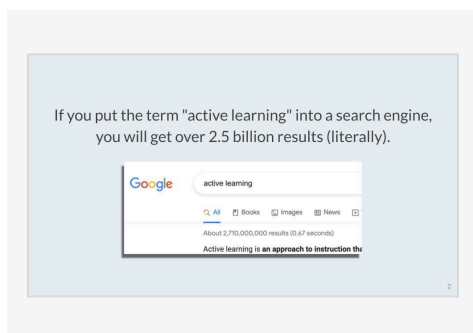 If you put the term "active learning" into a search engine,
you will get over 2.5 billion results (literally).
Google
active learning
All Books Images News
About 2,710,000,000 results (0.67 seconds)
Active learning is an approach to instruction tha
2